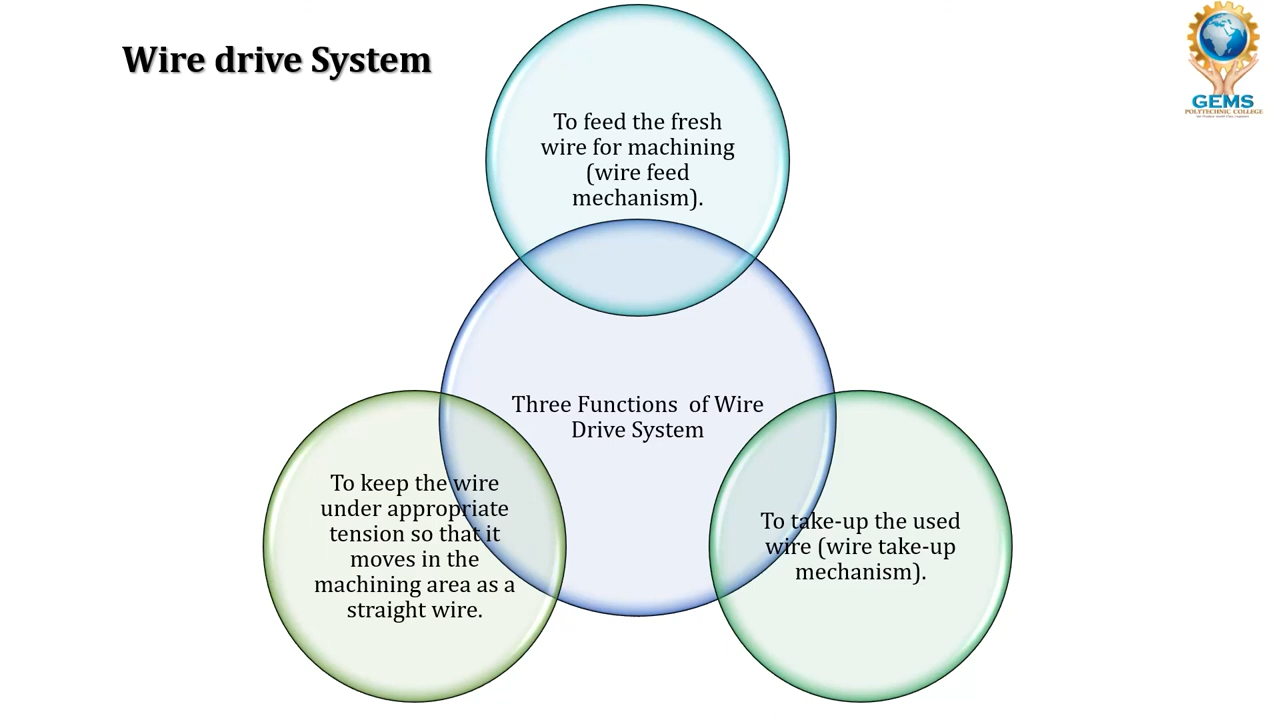 Wire drive System
GEMS
POLYTECHNIC COLLEGE
To feed the fresh
wire for machining
(wire feed
mechanism).
Three Functions  of Wire
Drive System
To keep the wire
under appropriate
tension so that it
moves in the
machining area as a
straight wire.
To take-up the used
wire (wire take-up
mechanism).